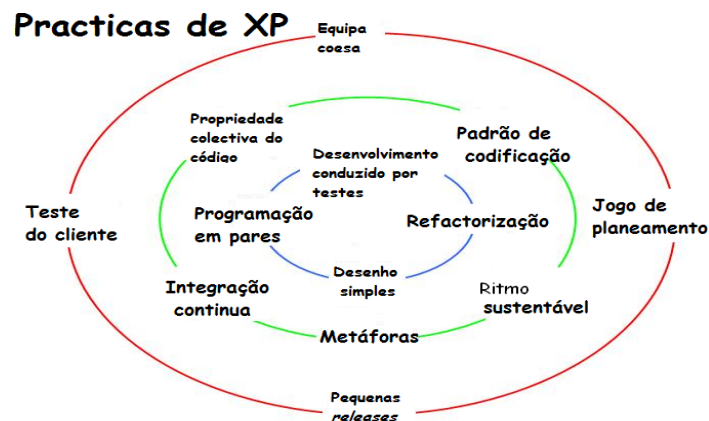 Practicas de XP
Equipa
coesa
Propriedade
colectiva do
código
Padrão de
codificação
Desenvolvimento
conduzido por
testes
Teste
do cliente
Programação
em pares
Refactorização
Jogo de
planeamento
Desenho
simples
Integração
continua
Ritmo
sustentável
Metáforas
Pequenas
releases